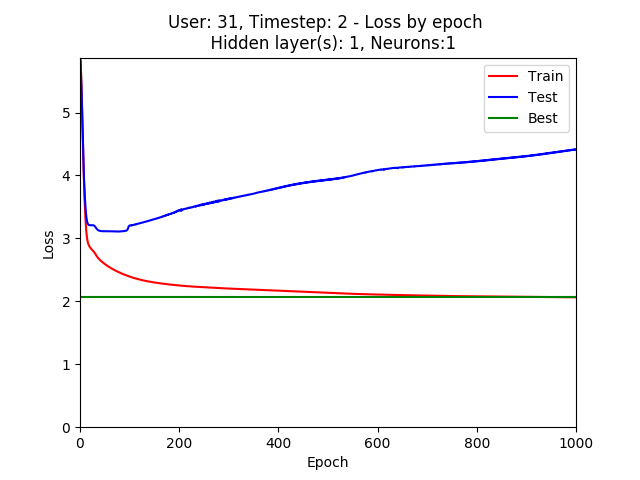 User: 31, Timestep: 2 - Loss by epoch
Hidden layer(s): 1, Neurons:1
Train
Test
Best
5
4
3
2
1
0
Loss
0 200 400 600 800 1000
Epoch